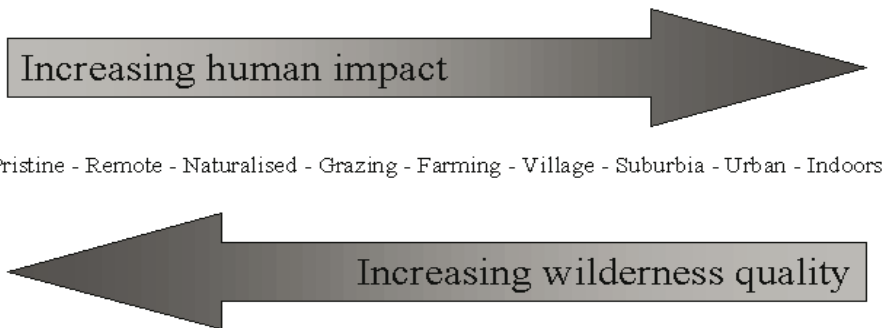 Increasing human impact
Pristine - Remote - Naturalised - Grazing - Farming - Village - Suburbia - Urban - Indoors
Increasing wilderness quality